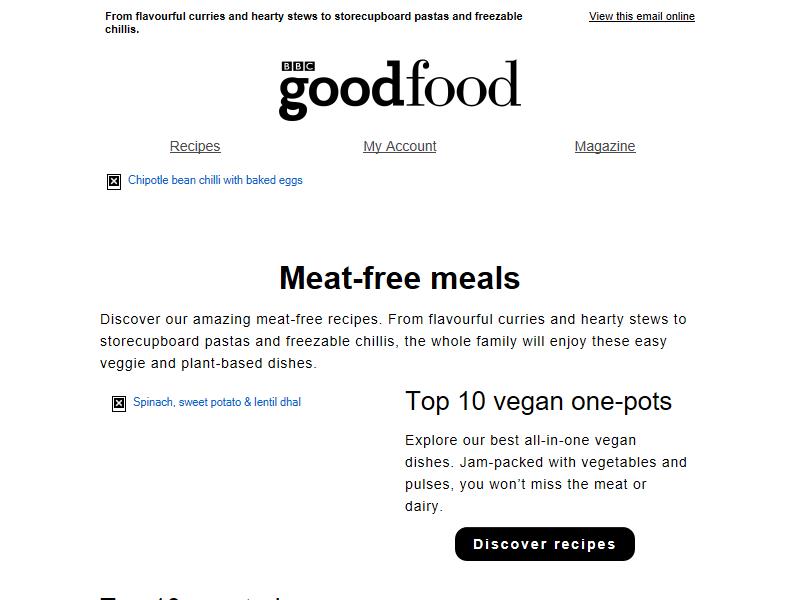 From flavourful curries and hearty stews to storecupboard pastas and freezable
chillis.
View this email online
BBC
goodfood
Recipes
My Account
Magazine
Chipotle bean chilli with baked eggs
Meat-free meals
Discover our amazing meat-free recipes. From flavourful curries and hearty stews to
storecupboard pastas and freezable chillis, the whole family will enjoy these easy
veggie and plant-based dishes.
Spinach, sweet potato & lentil dhal
Top 10 vegan one-pots
Explore our best all-in-one vegan
dishes. Jam-packed with vegetables and
pulses, you won’t miss the meat or
dairy.
Discover recipes